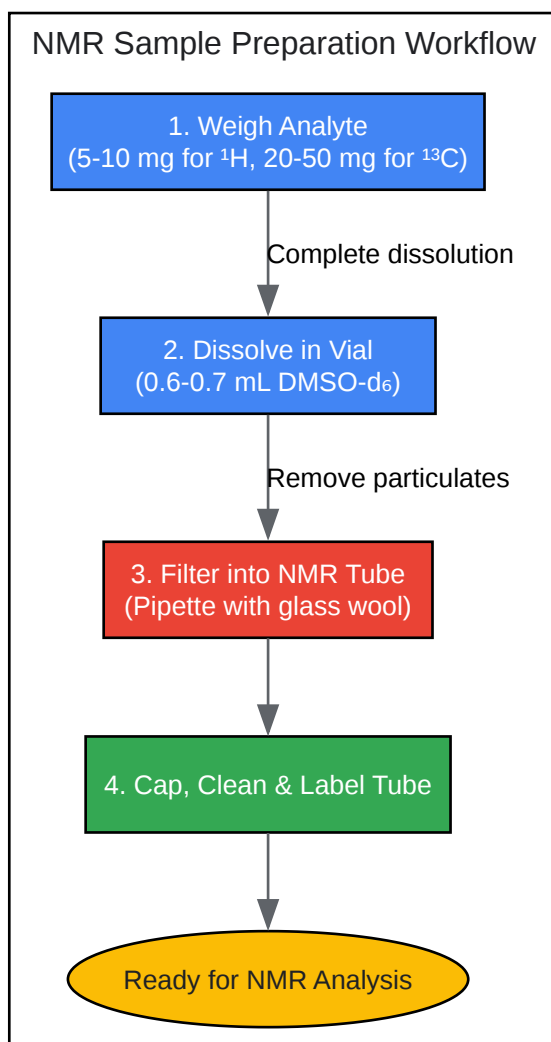 NMR Sample Preparation Workflow
1. Weigh Analyte
(5-10 mg for ¹H, 20-50 mg for ¹³C)
Complete dissolution
2. Dissolve in Vial
(0.6-0.7 mL DMSO-d₆)
Remove particulates
3. Filter into NMR Tube
(Pipette with glass wool)
4. Cap, Clean & Label Tube
Ready for NMR Analysis